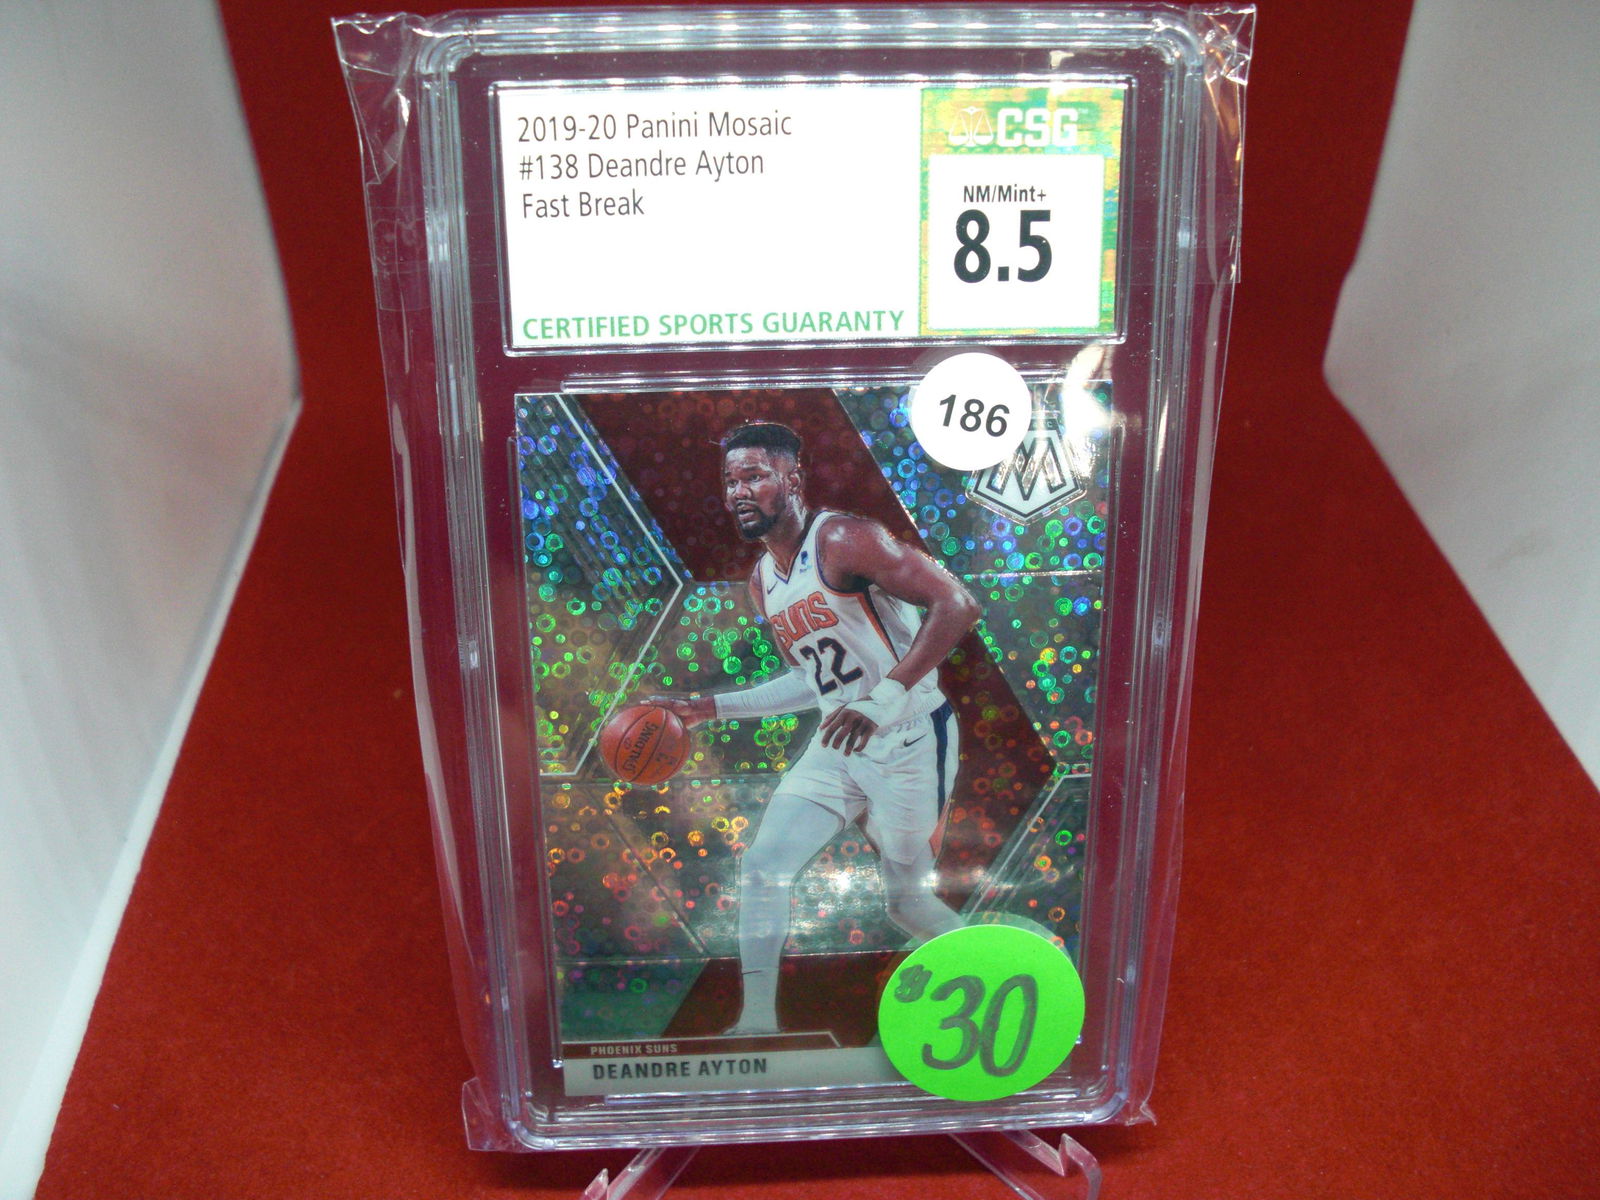 2019-20 Panini Mosaic
#138 Deandre Ayton
Fast Break
CERTIFIED SPORTS GUARANTY
CSG
NM/Mint+
8.5
186
M
SUNS
22
SPALDING
$30
PHOENIX SUNS
DEANDRE AYTON